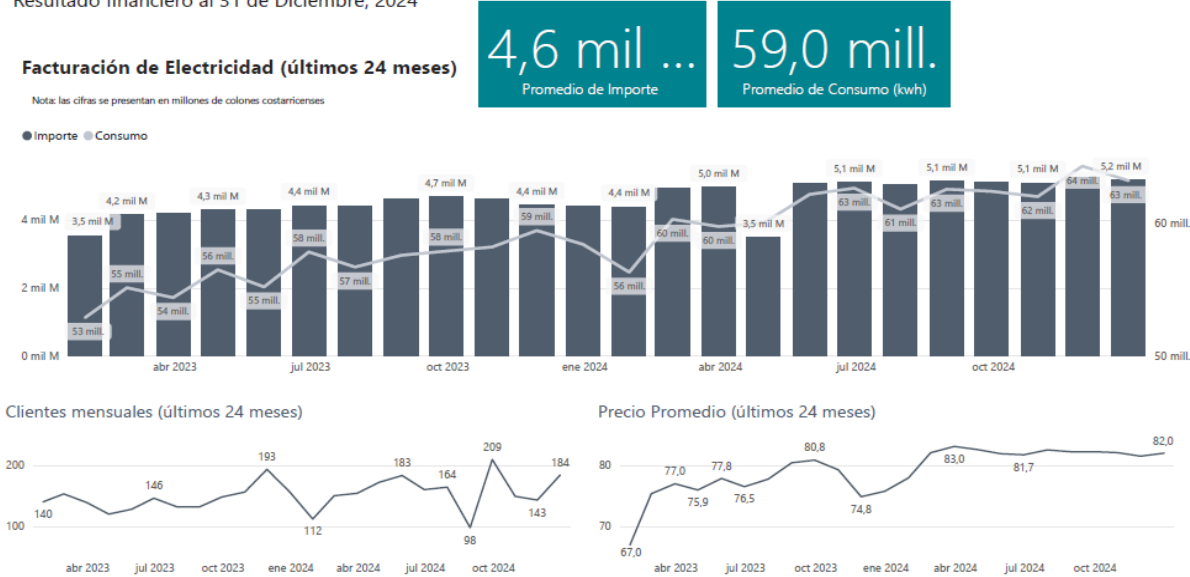 Resultado financiero al 31 de Diciembre, 2024
4,6 mil ...
Promedio de Importe
59,0 mill.
Promedio de Consumo (kwh)
Facturación de Electricidad (últimos 24 meses)
Nota: las cifras se presentan en millones de colones costarricenses
Importe Consumo
3,5 mil M
4,2 mil M
4,3 mil M
4,4 mil M
4,7 mil M
4,4 mil M
4,4 mil M
5,0 mil M
3,5 mil M
5,1 mil M
5,1 mil M
5,1 mil M
5,2 mil M
53 mill.
55 mill.
54 mill.
56 mill.
55 mill.
58 mill.
57 mill.
58 mill.
59 mill.
56 mill.
60 mill.
60 mill.
63 mill.
61 mill.
63 mill.
62 mill.
64 mill.
63 mill.
4 mil M
2 mil M
0 mil M
60 mill.
50 mill.
abr 2023 jul 2023 oct 2023 ene 2024 abr 2024 jul 2024 oct 2024
Clientes mensuales (últimos 24 meses)
200
100
140
146
193
112
183
164
98
209
143
184
abr 2023 jul 2023 oct 2023 ene 2024 abr 2024 jul 2024 oct 2024
Precio Promedio (últimos 24 meses)
80
70
67,0
77,0
75,9
77,8
76,5
80,8
74,8
83,0
81,7
82,0
abr 2023 jul 2023 oct 2023 ene 2024 abr 2024 jul 2024 oct 2024